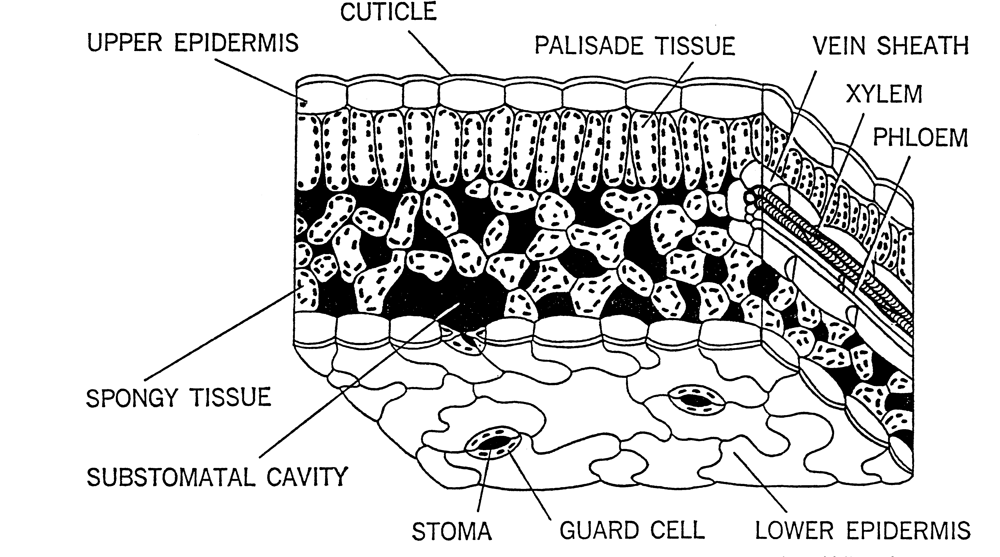 CUTICLE
UPPER EPIDERMIS
PALISADE TISSUE
VEIN SHEATH
XYLEM
PHLOEM
SPONGY TISSUE
SUBSTOMATAL CAVITY
STOMA
GUARD CELL
LOWER EPIDERMIS